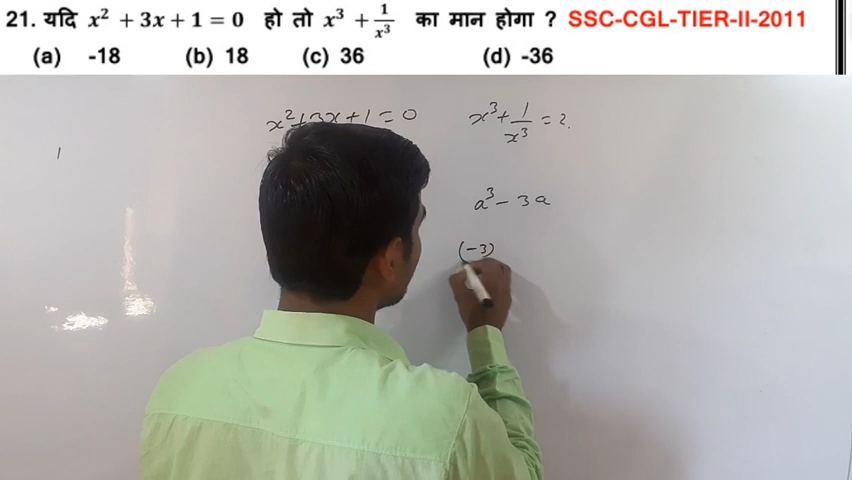 21. यदि x² + 3x + 1 = 0 हो तो x³ + 1/x³ का मान होगा ? SSC-CGL-TIER-II-2011
(a) -18 (b) 18 (c) 36 (d) -36
x²+3x+1=0 x³+1/x³=?
a³-3a
(-3)